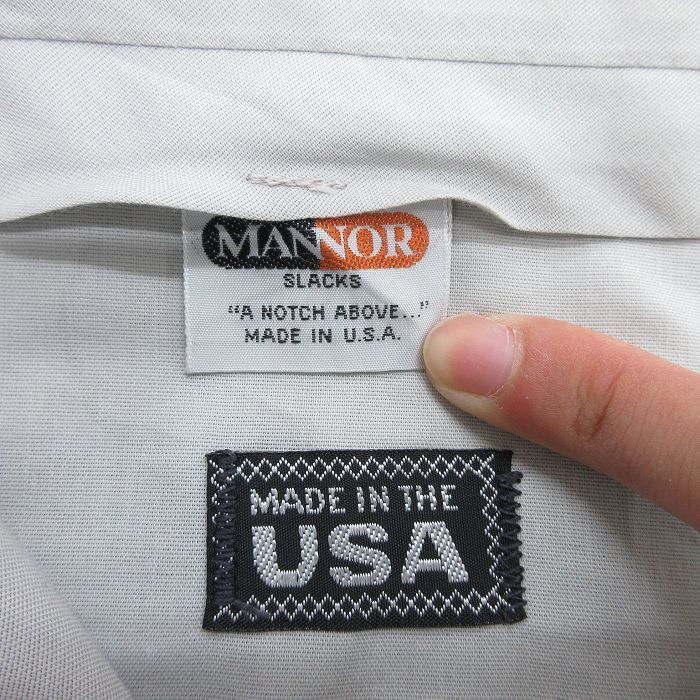 MANNOR
SLACKS
"A NOTCH ABOVE..."
MADE IN U.S.A.
MADE IN THE
USA